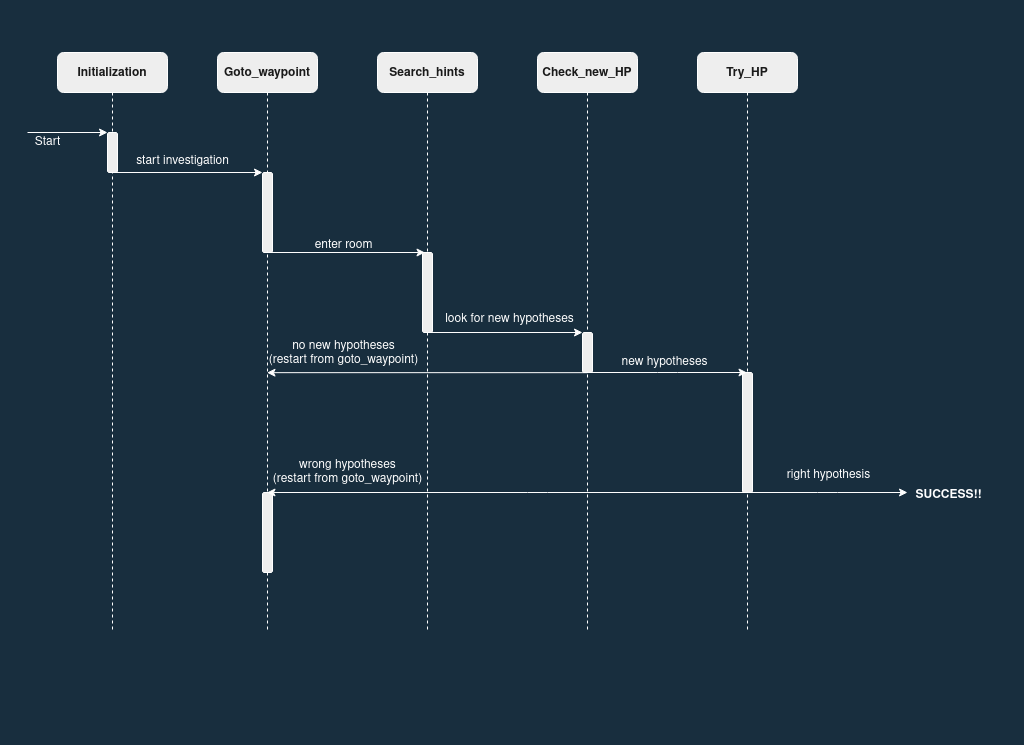 Initialization
Goto_waypoint
Search_hints
Check_new_HP
Try_HP
Start
start investigation
enter room
look for new hypotheses
no new hypotheses
(restart from goto_waypoint)
new hypotheses
wrong hypotheses
(restart from goto_waypoint)
right hypothesis
SUCCESS!!